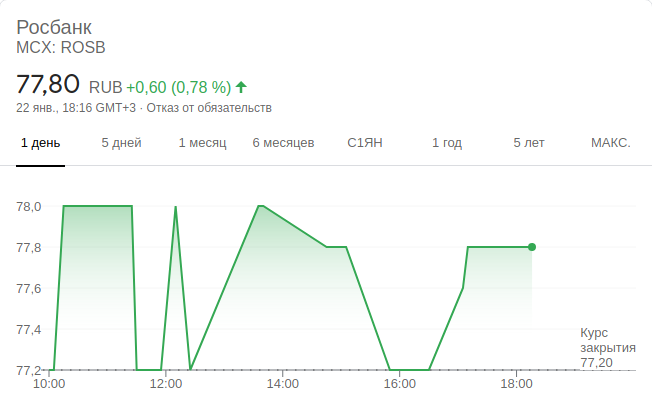 Росбанк
MCX: ROSB
77,80 RUB +0,60 (0,78 %)
22 янв., 18:16 GMT+3 · Отказ от обязательств
1 день 5 дней 1 месяц 6 месяцев С1ЯН 1 год 5 лет МАКС.
78,0
77,8
77,6
77,4
77,2
Курс
закрытия
77,20
10:00 12:00 14:00 16:00 18:00